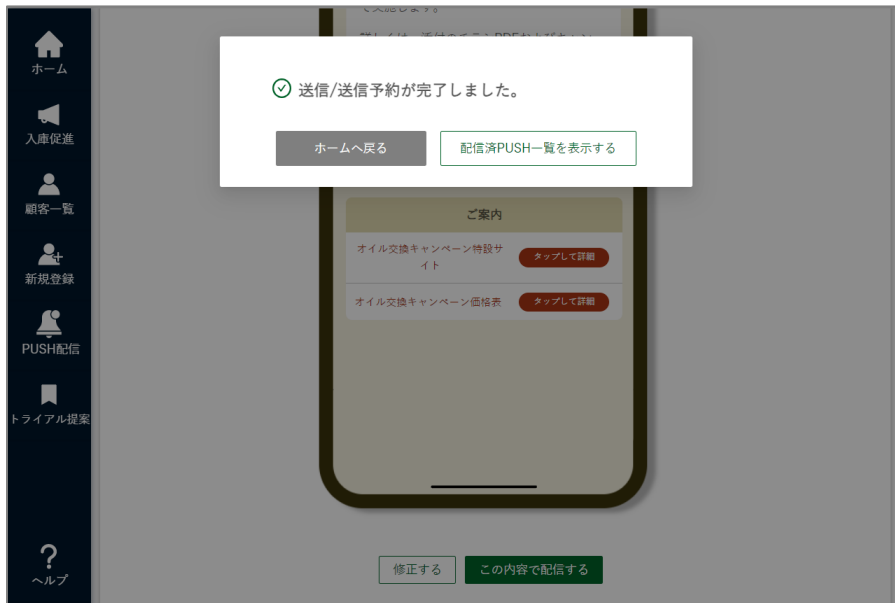 ホーム
入庫促進
顧客一覧
新規登録
PUSH配信
トライアル提案
ヘルプ
送信/送信予約が完了しました。
ホームへ戻る
配信済PUSH一覧を表示する
ご案内
オイル交換キャンペーン特設サ
イト
タップして詳細
オイル交換キャンペーン価格表
タップして詳細
修正する
この内容で配信する